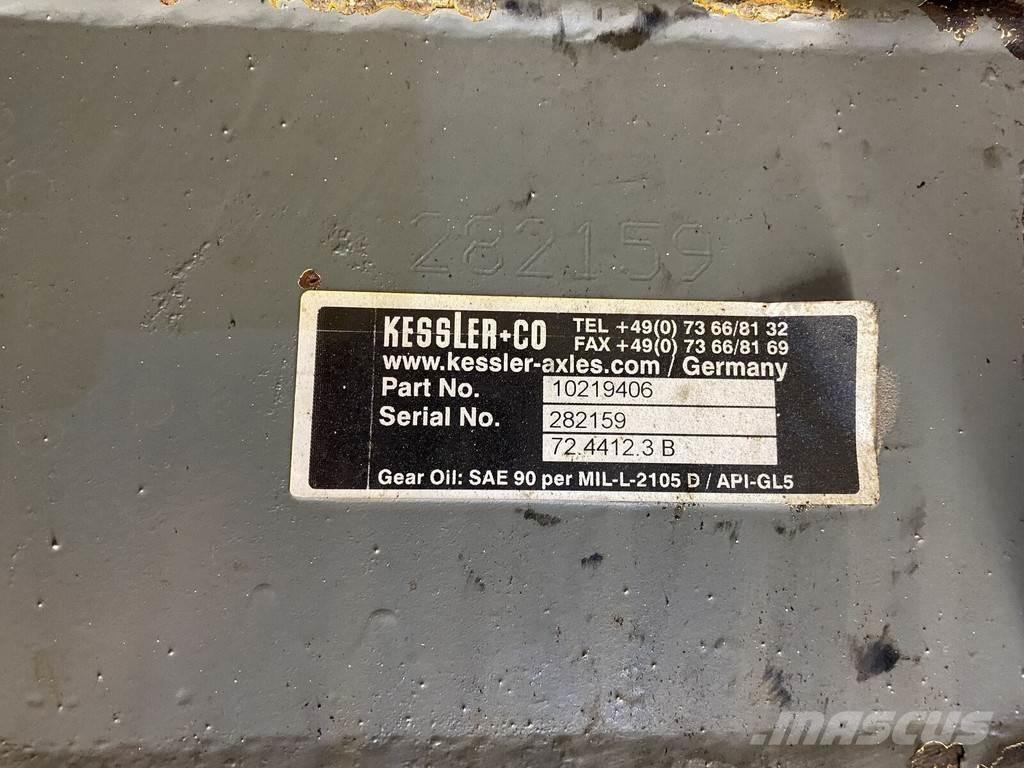 282159
KESSLER+CO
TEL +49(0) 73 66/81 32
FAX +49(0) 73 66/81 69
www.kessler-axles.com / Germany
Part No. 10219406
Serial No. 282159
72.4412.3 B
Gear Oil: SAE 90 per MIL-L-2105 D / API-GL5
MASCUS